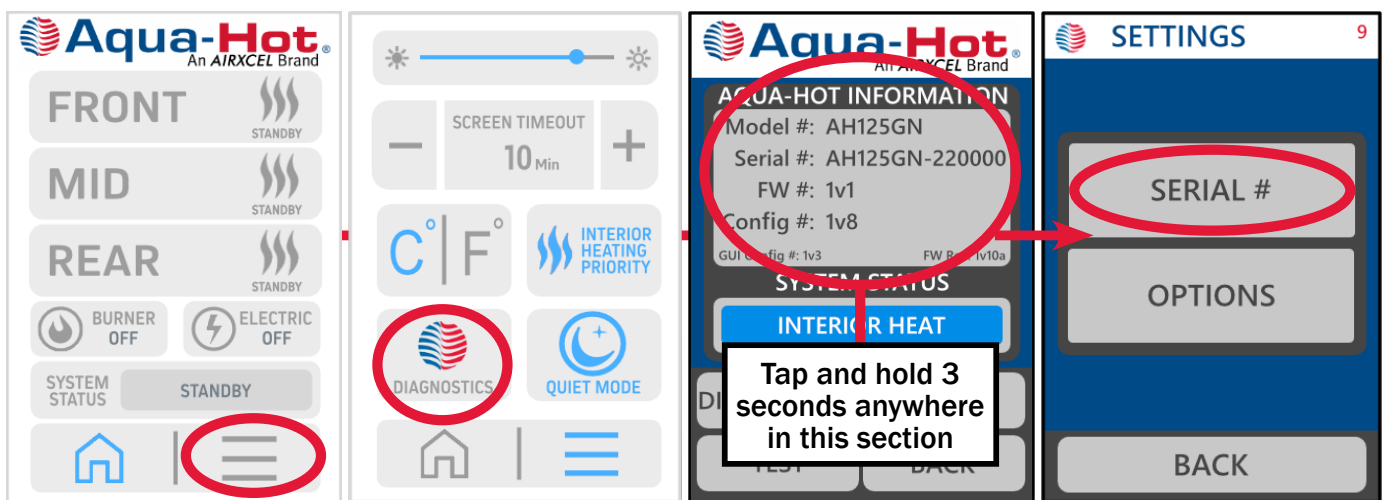 Aqua-Hot®
An AIRXCEL Brand
FRONT
STANDBY
MID
STANDBY
REAR
STANDBY
BURNER
OFF
ELECTRIC
OFF
SYSTEM
STATUS
STANDBY
SCREEN TIMEOUT
10 Min
C° | F°
INTERIOR
HEATING
PRIORITY
DIAGNOSTICS
QUIET MODE
Aqua-Hot®
An AIRXCEL Brand
AQUA-HOT INFORMATION
Model #: AH125GN
Serial #: AH125GN-220000
FW #: 1v1
Config #: 1v8
GUI Config #: 1v3
FW 1v10a
SYSTEM STATUS
INTERIOR HEAT
Tap and hold 3
seconds anywhere
in this section
TEST
BACK
SETTINGS
9
SERIAL #
OPTIONS
BACK